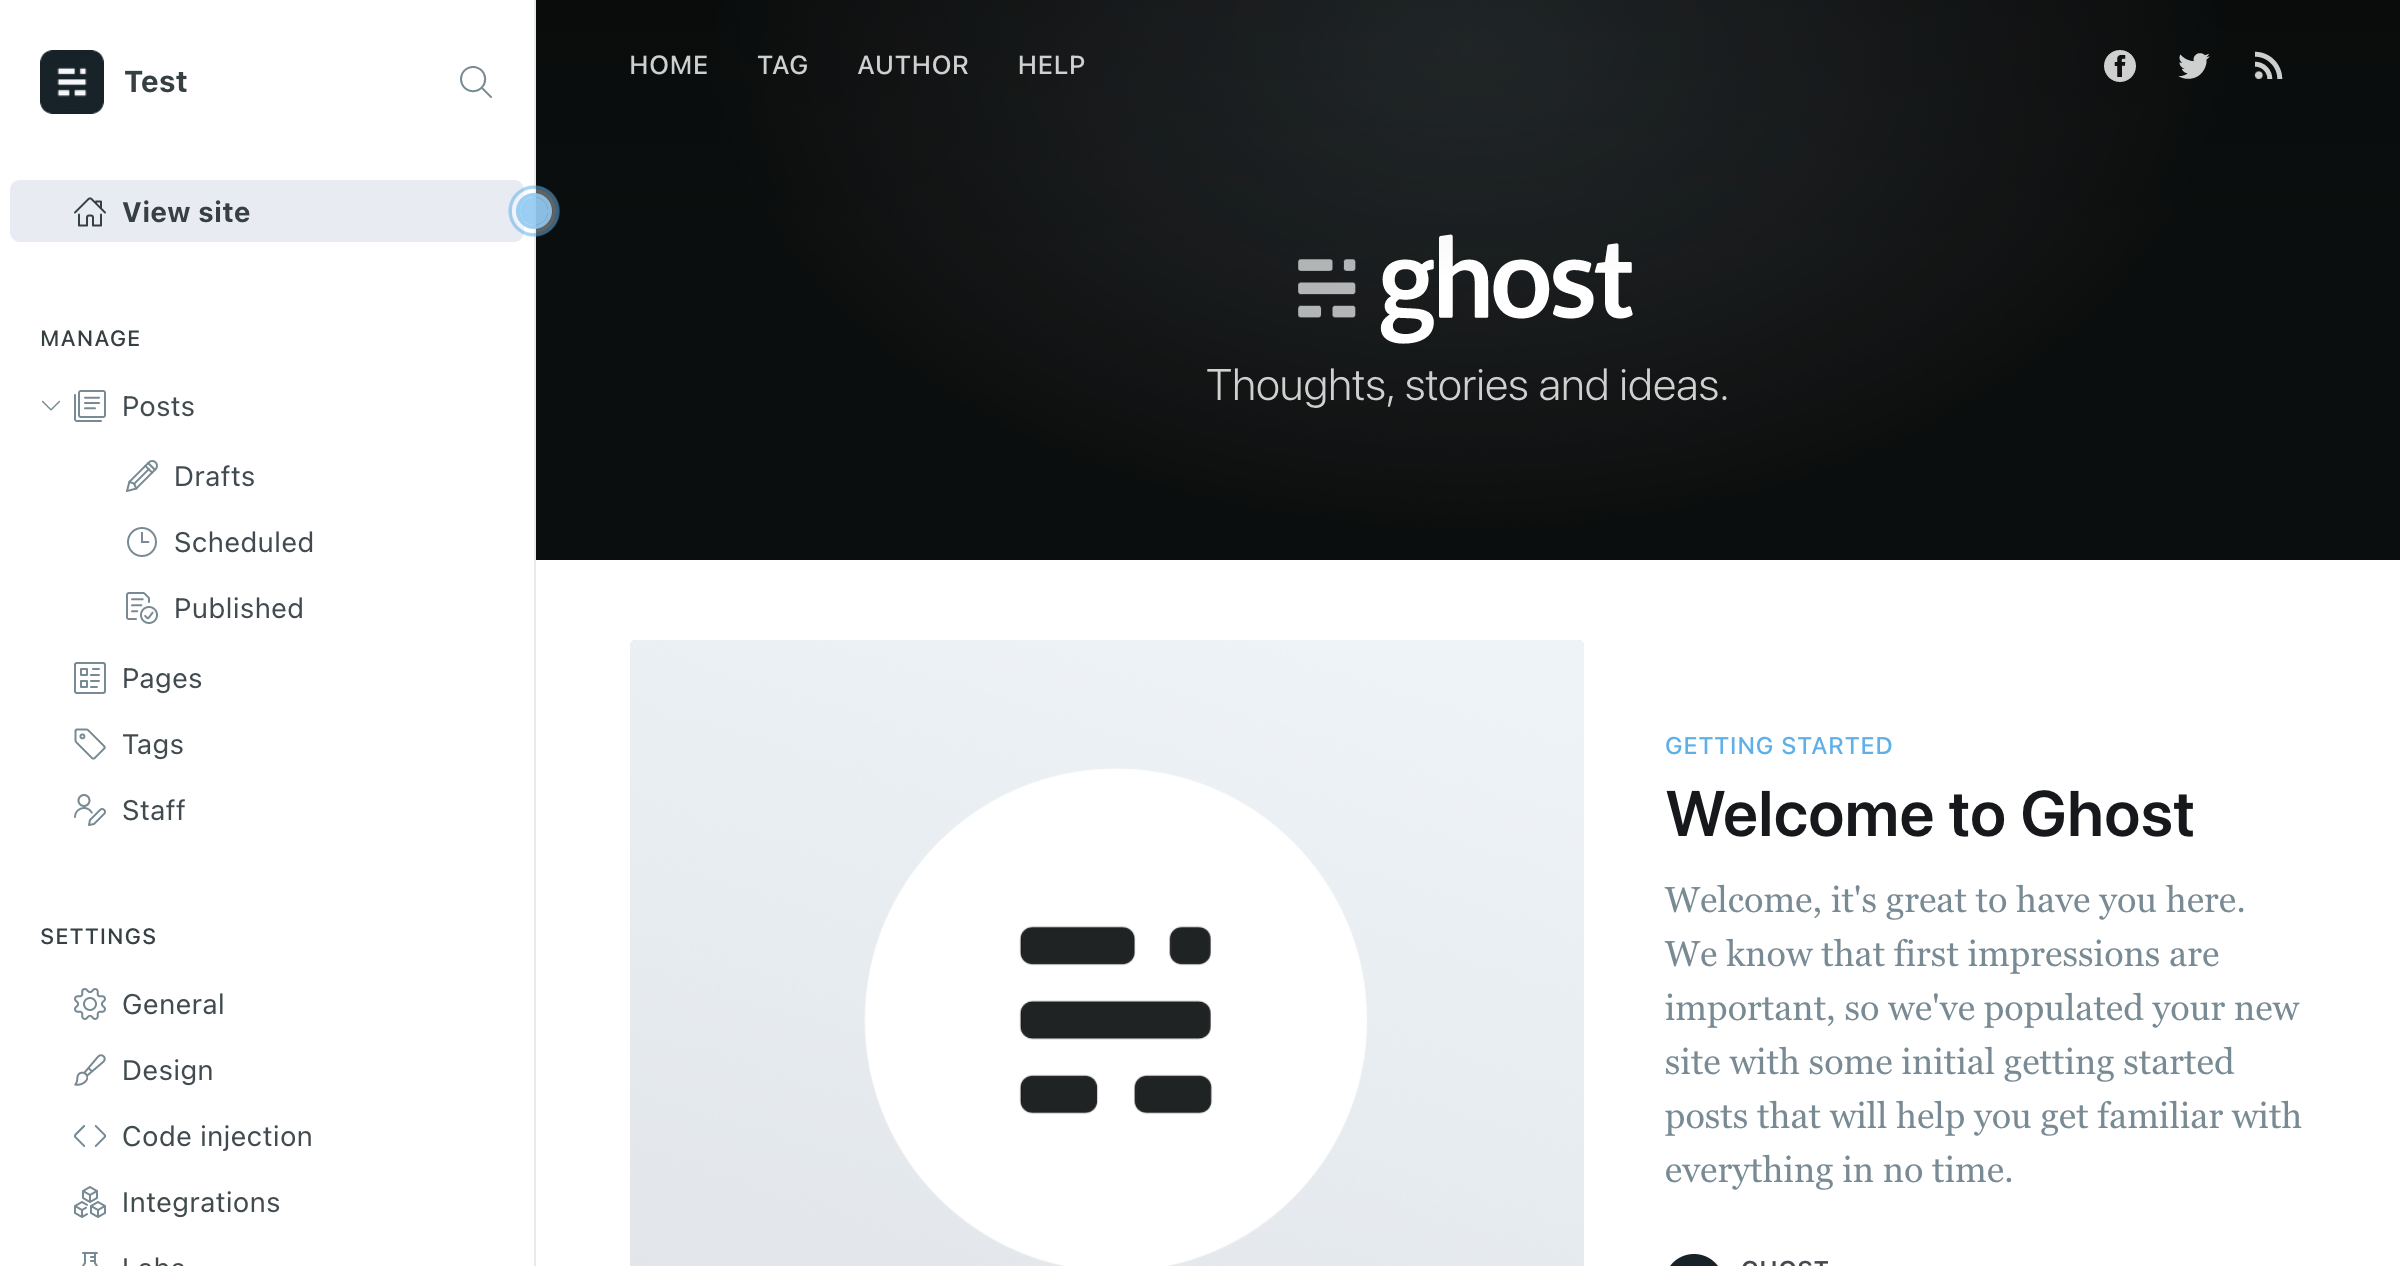 Test
View site
MANAGE
Posts
Drafts
Scheduled
Published
Pages
Tags
Staff
SETTINGS
General
Design
Code injection
Integrations
Labs
HOME TAG AUTHOR HELP
ghost
Thoughts, stories and ideas.
GETTING STARTED
Welcome to Ghost
Welcome, it's great to have you here.
We know that first impressions are
important, so we've populated your new
site with some initial getting started
posts that will help you get familiar with
everything in no time.
GHOST